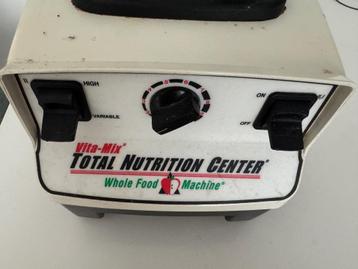 HIGH
VARIABLE
ON
OFF
Vita-Mix®
TOTAL NUTRITION CENTER®
Whole Food Machine®